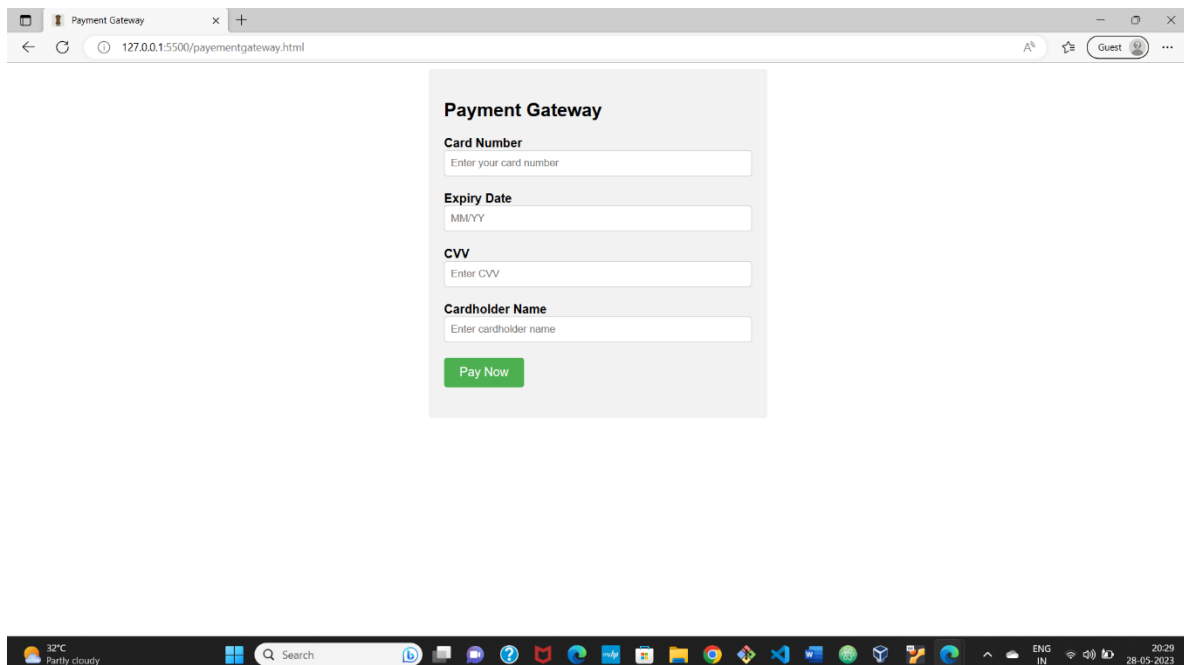 Payment Gateway
127.0.0.1:5500/payementgateway.html
Guest
Payment Gateway
Card Number
Enter your card number
Expiry Date
MM/YY
CVV
Enter CVV
Cardholder Name
Enter cardholder name
Pay Now
32°C
Partly cloudy
Search
ENG
IN
20:29
28-05-2023